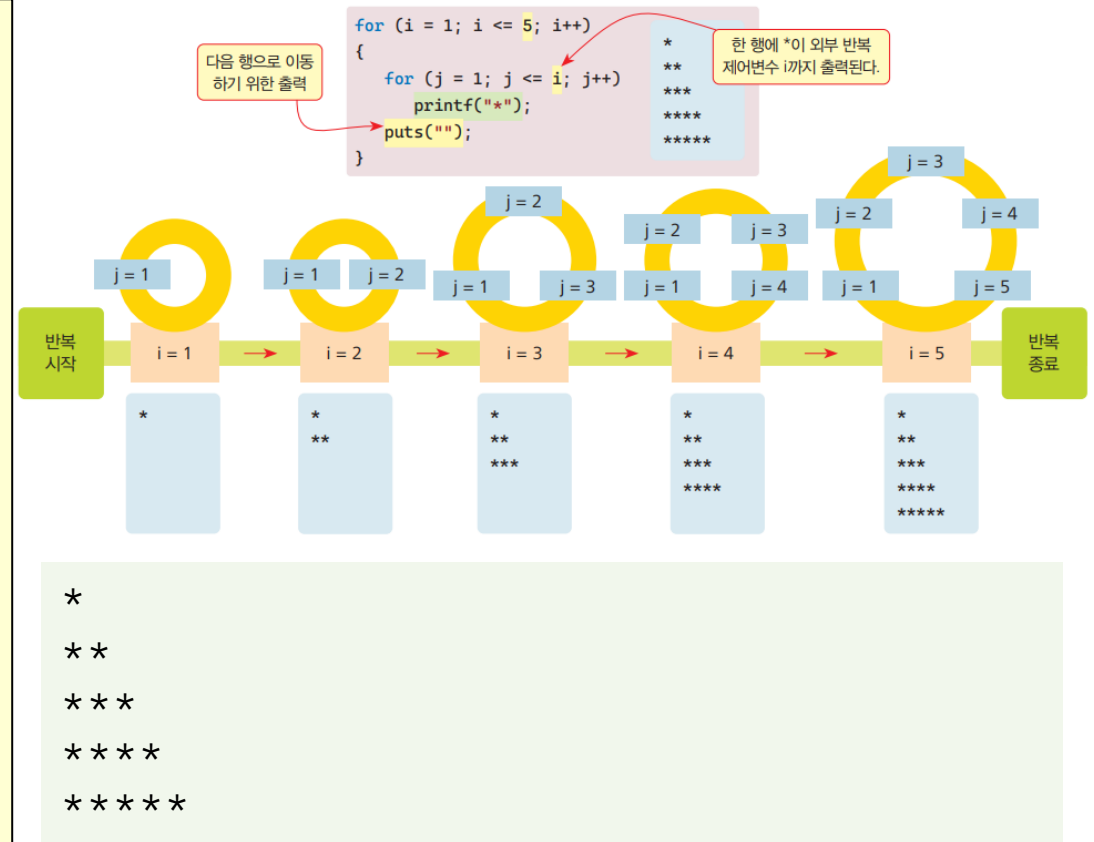 for (i = 1; i <= 5; i++)
{
for (j = 1; j <= i; j++)
printf("*");
puts("");
}
다음 행으로 이동
하기 위한 출력
*
**
***
****
*****
한 행에 *이 외부 반복
제어변수 i까지 출력된다.
j = 1
j = 1
j = 2
j = 1
j = 2
j = 3
j = 1
j = 2
j = 3
j = 4
j = 1
j = 2
j = 3
j = 4
j = 5
반복
시작
i = 1
i = 2
i = 3
i = 4
i = 5
반복
종료
*
*
**
*
**
***
*
**
***
****
*
**
***
****
*****
*
**
***
****
*****